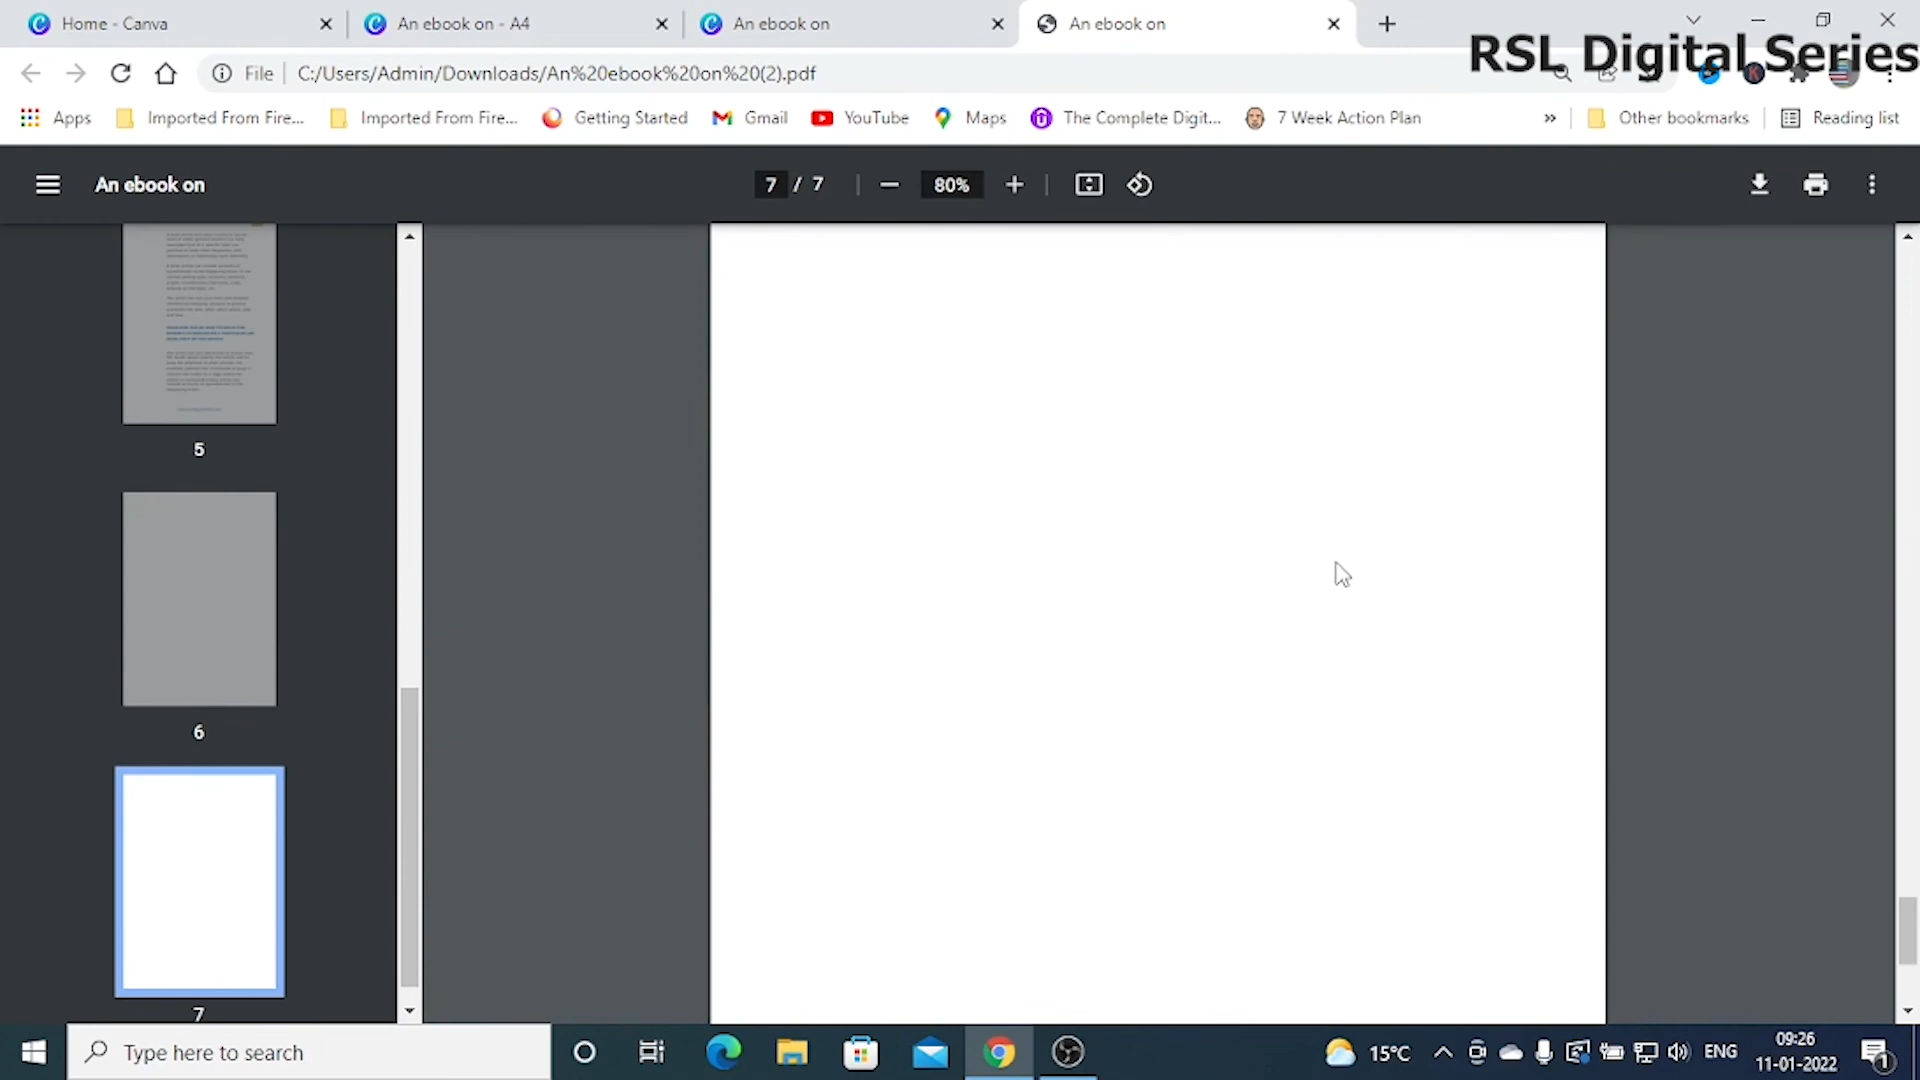 Home - Canva
An ebook on - A4
An ebook on
An ebook on
RSL Digital Series
File
C:/Users/Admin/Downloads/An%20ebook%20on%20(2).pdf
Apps
Imported From Fire...
Imported From Fire...
Getting Started
Gmail
YouTube
Maps
The Complete Digit...
7 Week Action Plan
»
Other bookmarks
Reading list
An ebook on
7 / 7
80%
5
6
7
Type here to search
15°C
ENG
09:26
11-01-2022
1